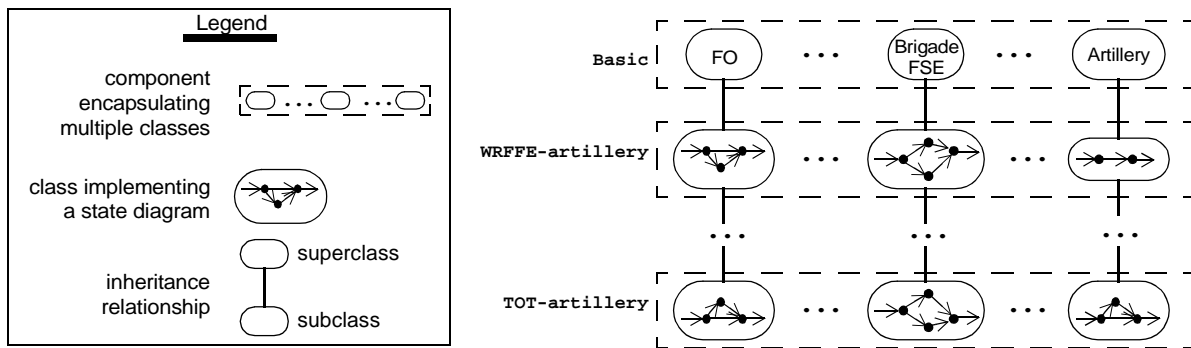 Legend
component
encapsulating
multiple classes
class implementing
a state diagram
superclass
inheritance
relationship
subclass
Basic
FO
Brigade
FSE
Artillery
WRFFE-artillery
TOT-artillery